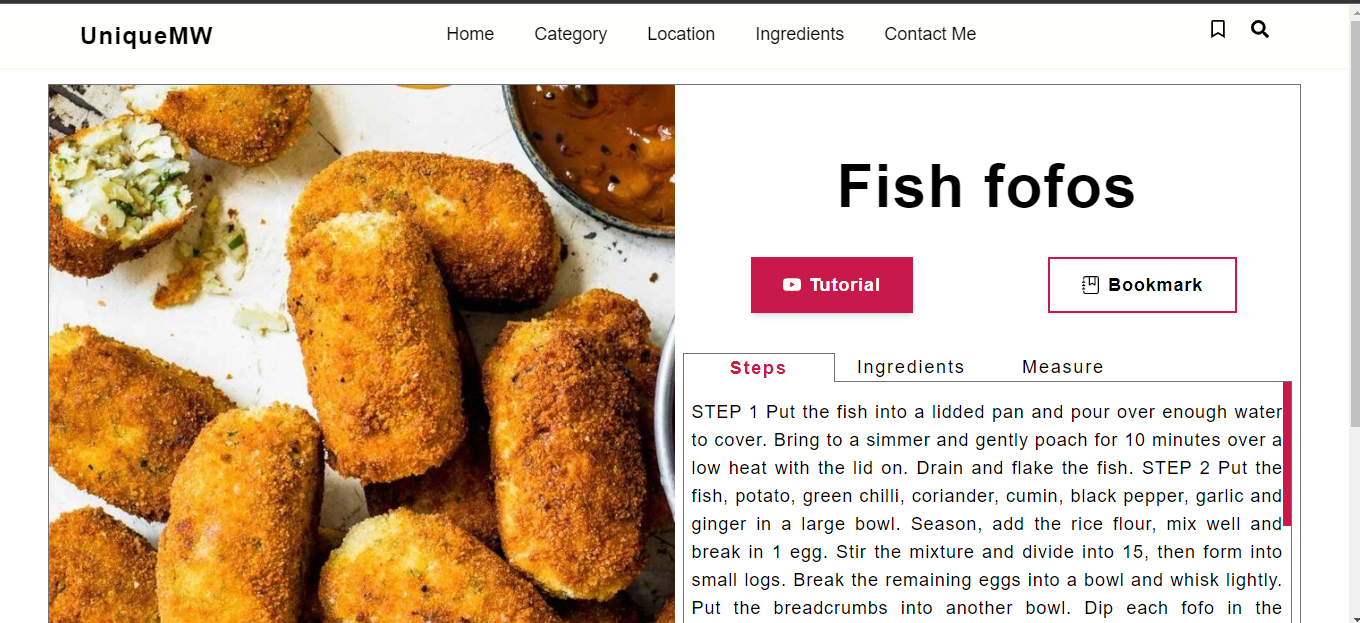 UniqueMW
Home Category Location Ingredients Contact Me
Fish fofos
Tutorial
Bookmark
Steps Ingredients Measure
STEP 1 Put the fish into a lidded pan and pour over enough water
to cover. Bring to a simmer and gently poach for 10 minutes over a
low heat with the lid on. Drain and flake the fish. STEP 2 Put the
fish, potato, green chilli, coriander, cumin, black pepper, garlic and
ginger in a large bowl. Season, add the rice flour, mix well and
break in 1 egg. Stir the mixture and divide into 15, then form into
small logs. Break the remaining eggs into a bowl and whisk lightly.
Put the breadcrumbs into another bowl. Dip each fofo in the